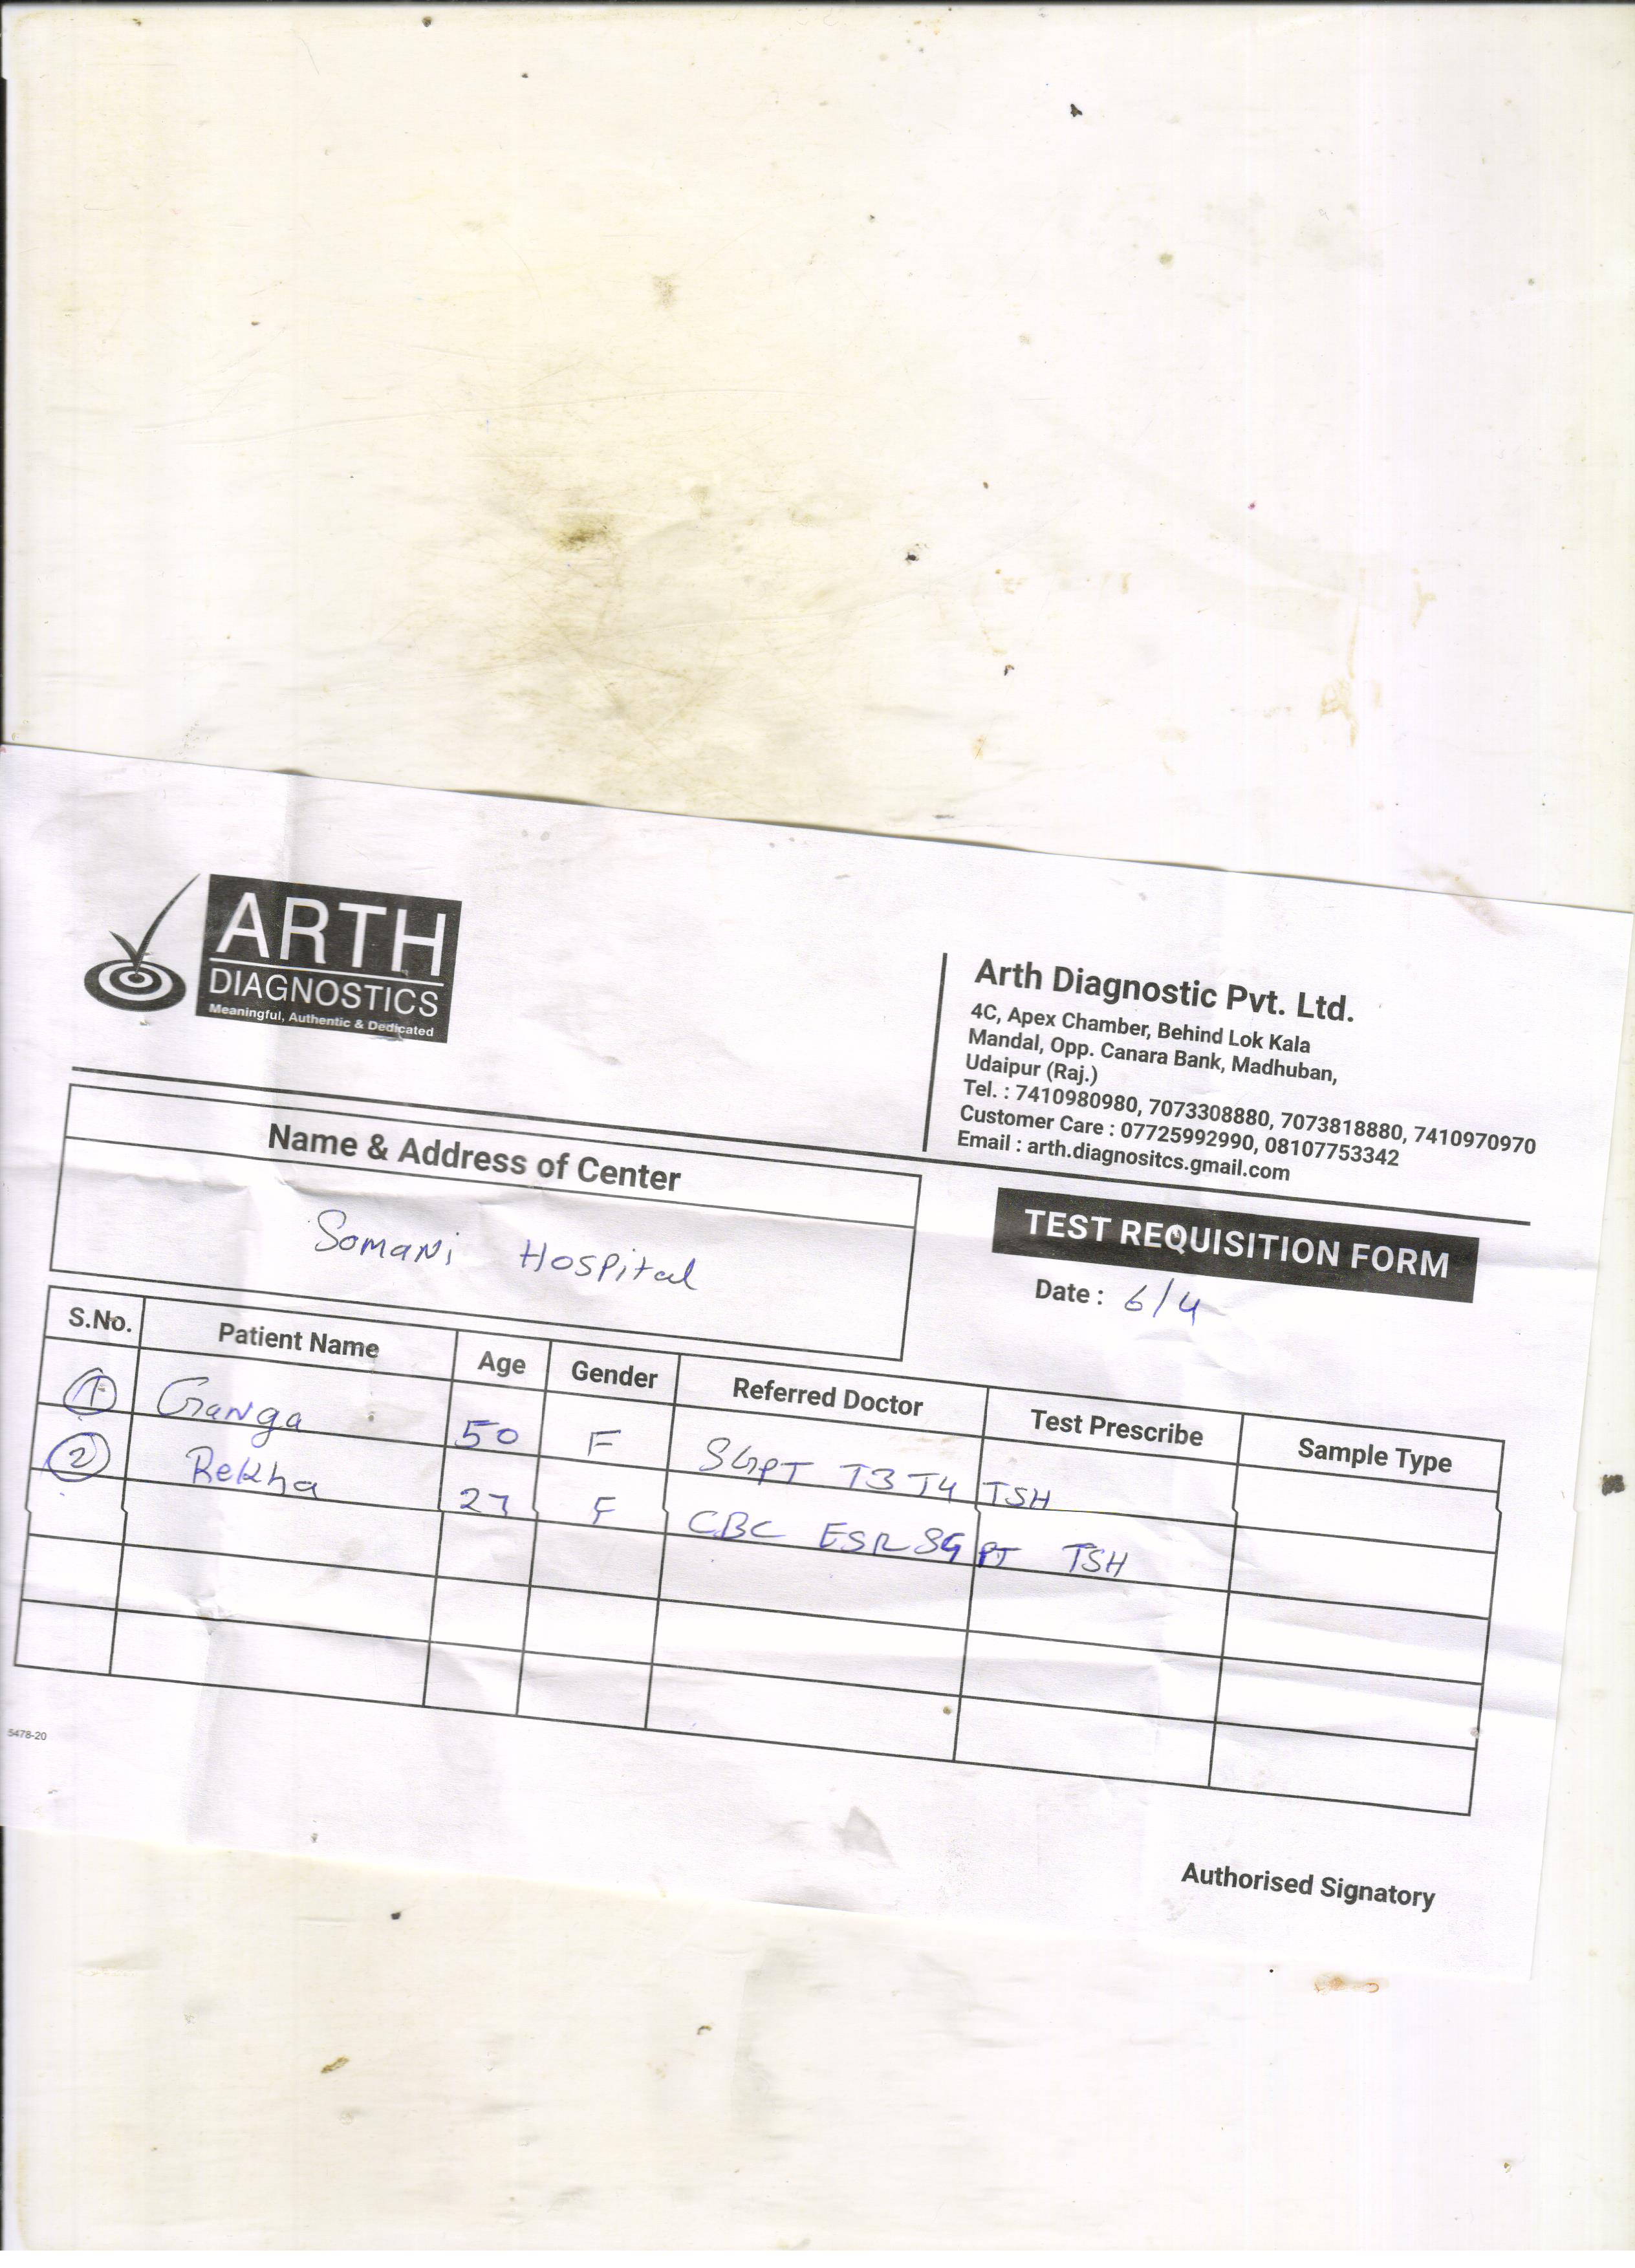 ARTH
DIAGNOSTICS
Meaningful, Authentic & Dedicated
Arth Diagnostic Pvt. Ltd.
4C, Apex Chamber, Behind Lok Kala
Mandal, Opp. Canara Bank, Madhuban,
Udaipur (Raj.)
Tel. : 7410980980, 7073308880, 7073818880, 7410970970
Customer Care : 07725992990, 08107753342
Email : arth.diagnositcs.gmail.com
Name & Address of Center
Somani Hospital
TEST REQUISITION FORM
Date : 6/4
S.No. Patient Name Age Gender Referred Doctor Test Prescribe Sample Type
1 Ganga 50 F SGPT T3 T4 TSH
2 Rekha 27 F CBC ESR SGPT TSH
5478-20
Authorised Signatory